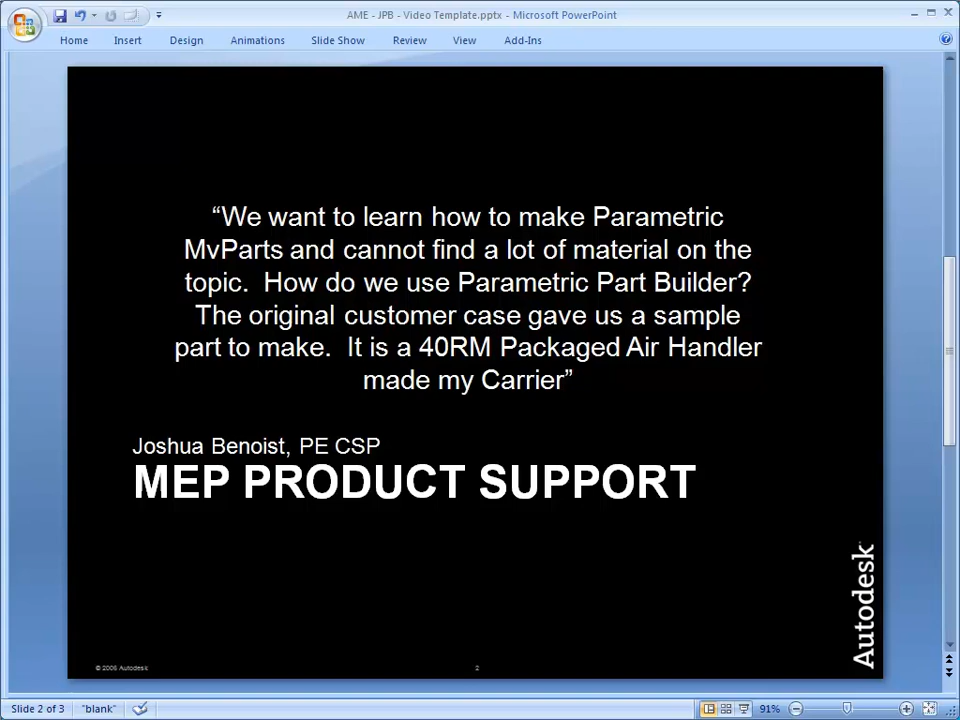 AME - JPB - Video Template.pptx - Microsoft PowerPoint
Home Insert Design Animations Slide Show Review View Add-Ins
“We want to learn how to make Parametric
MvParts and cannot find a lot of material on the
topic.  How do we use Parametric Part Builder?
The original customer case gave us a sample
part to make.  It is a 40RM Packaged Air Handler
made my Carrier”
Joshua Benoist, PE CSP
MEP PRODUCT SUPPORT
Autodesk
© 2006 Autodesk
2
Slide 2 of 3 "blank" 91%